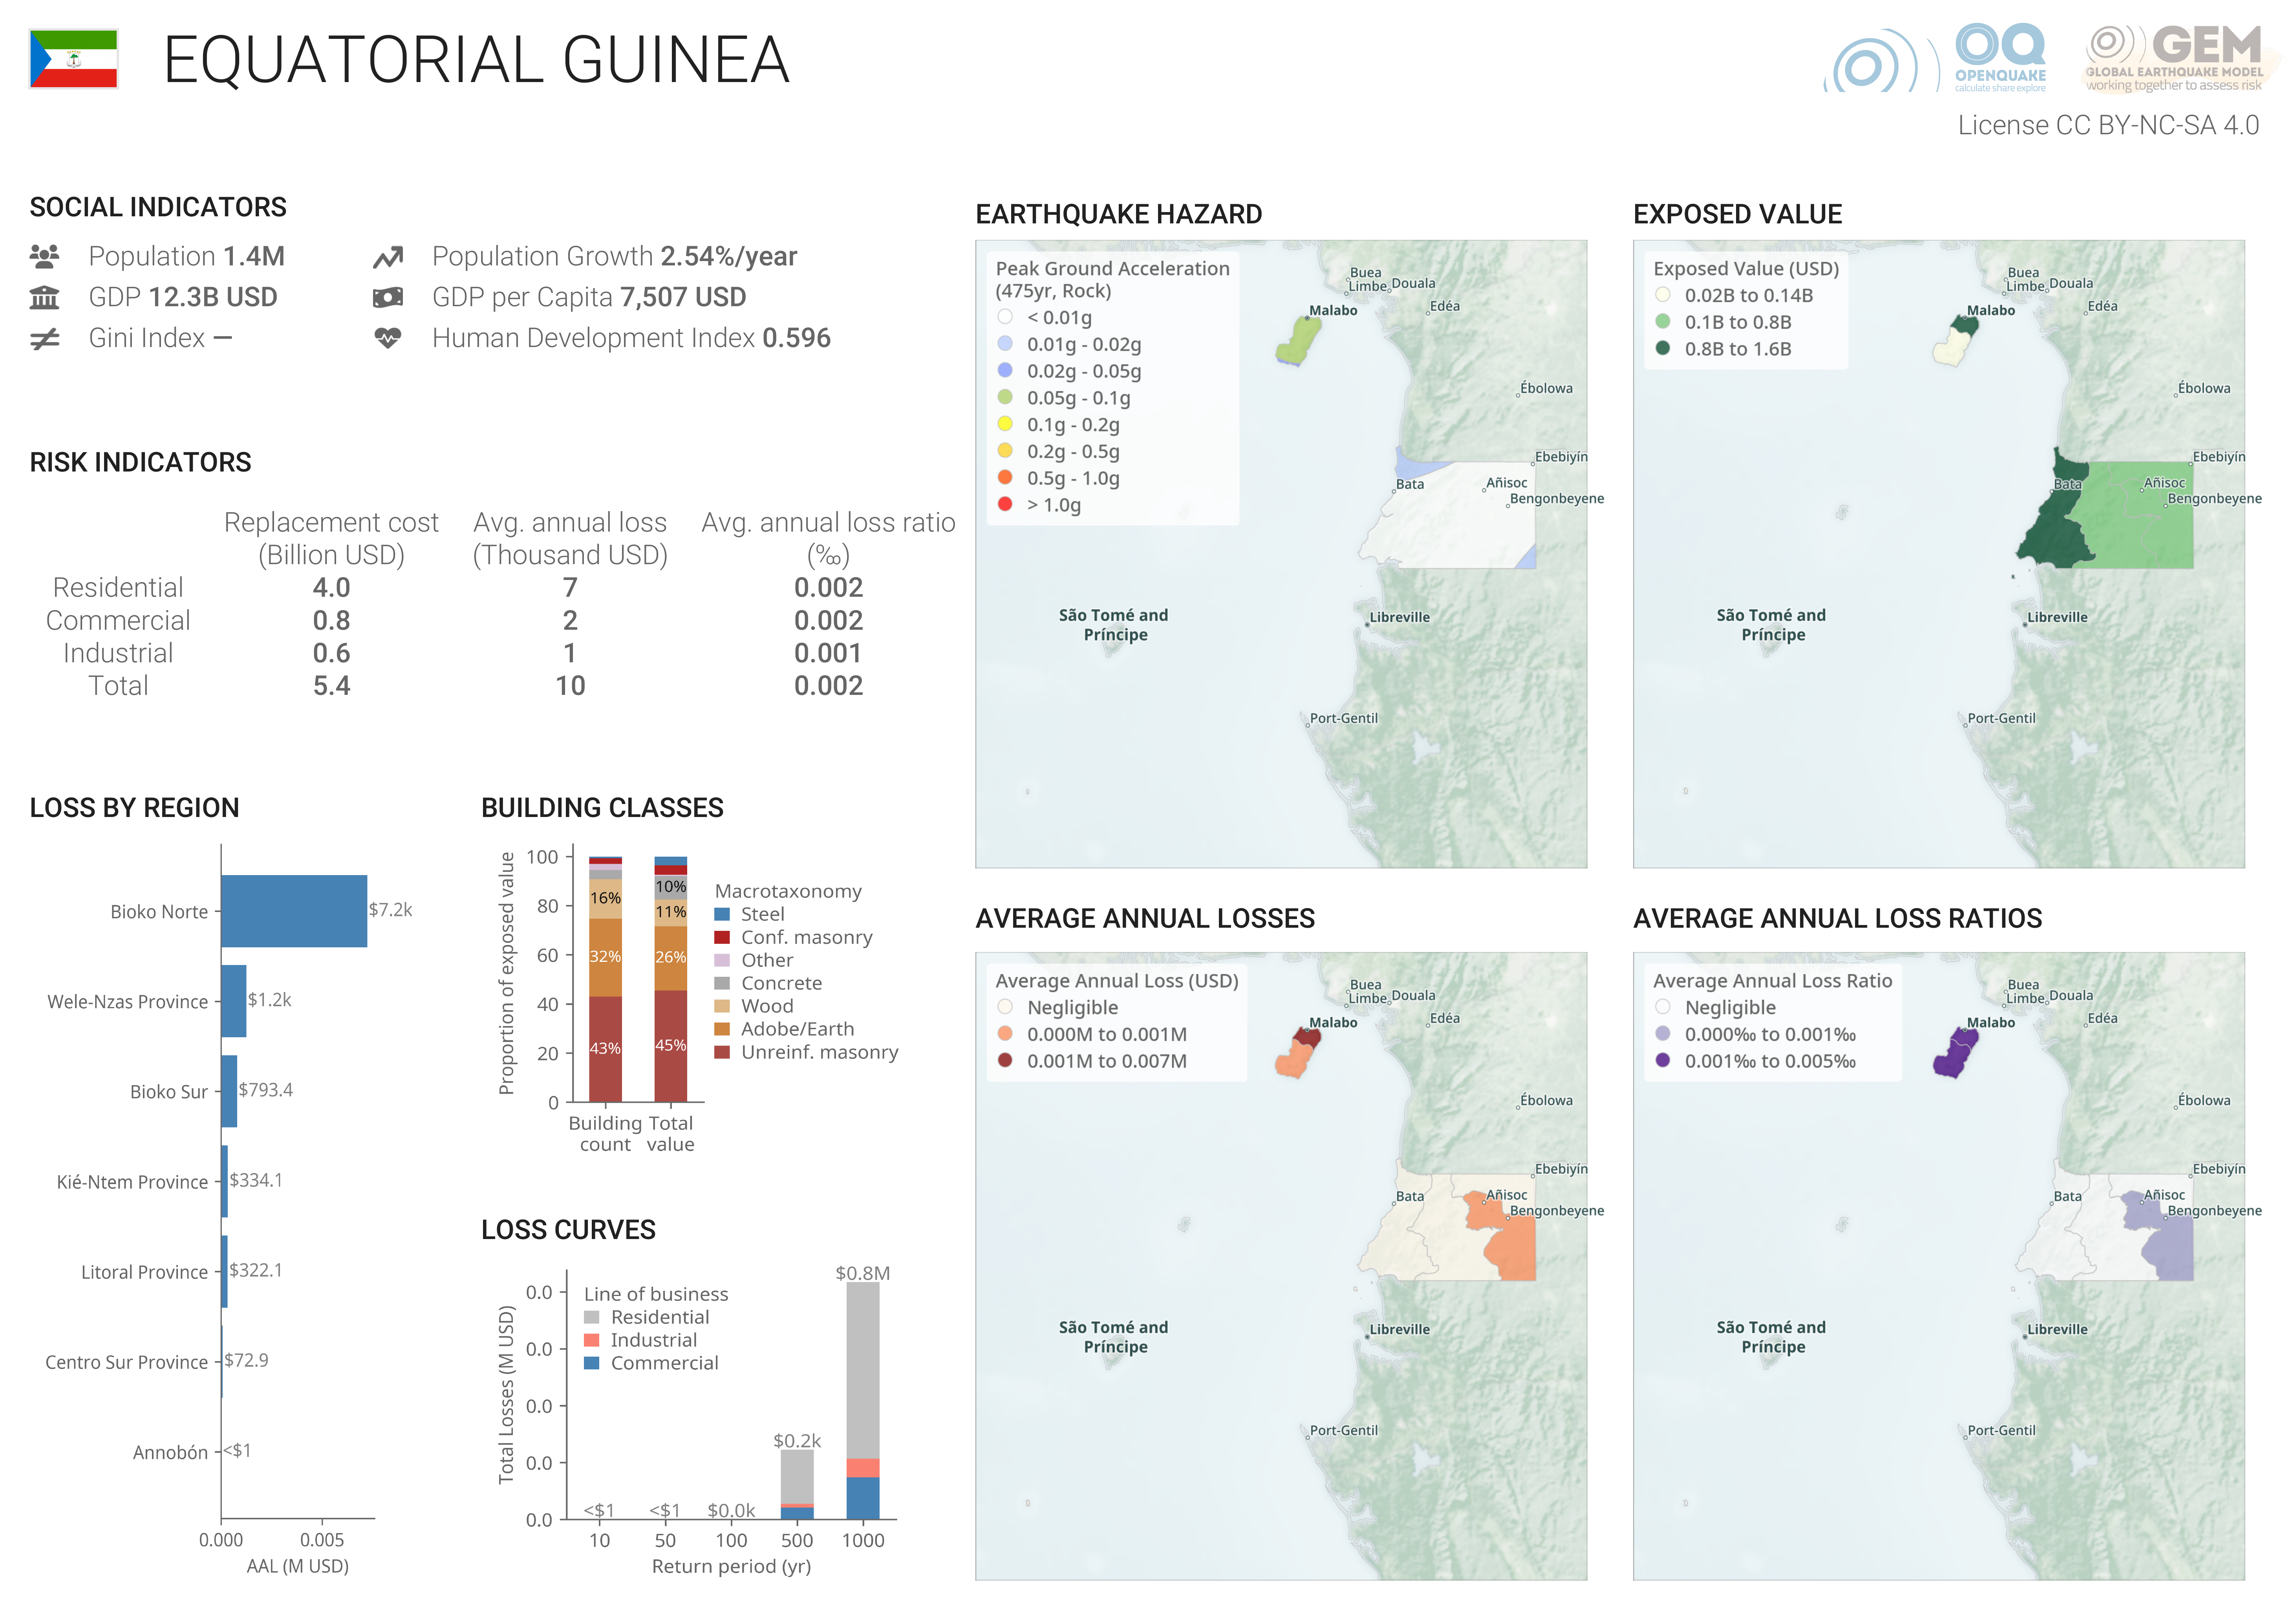 EQUATORIAL GUINEA
OQ
OPENQUAKE
calculate share explore
GEM
GLOBAL EARTHQUAKE MODEL
working together to assess risk
License CC BY-NC-SA 4.0
SOCIAL INDICATORS
Population 1.4M
Population Growth 2.54%/year
GDP 12.3B USD
GDP per Capita 7,507 USD
Gini Index —
Human Development Index 0.596
RISK INDICATORS
Replacement cost (Billion USD)
Avg. annual loss (Thousand USD)
Avg. annual loss ratio (‰)
Residential 4.0 7 0.002
Commercial 0.8 2 0.002
Industrial 0.6 1 0.001
Total 5.4 10 0.002
LOSS BY REGION
Bioko Norte $7.2k
Wele-Nzas Province $1.2k
Bioko Sur $793.4
Kié-Ntem Province $334.1
Litoral Province $322.1
Centro Sur Province $72.9
Annobón <$1
0.000 0.005
AAL (M USD)
BUILDING CLASSES
Proportion of exposed value
100
80
60
40
20
0
16%
32%
43%
10%
11%
26%
45%
Building count
Total value
Macrotaxonomy
Steel
Conf. masonry
Other
Concrete
Wood
Adobe/Earth
Unreinf. masonry
LOSS CURVES
Total Losses (M USD)
0.0
0.0
0.0
0.0
0.0
Line of business
Residential
Industrial
Commercial
<$1
<$1
$0.0k
$0.2k
$0.8M
10 50 100 500 1000
Return period (yr)
EARTHQUAKE HAZARD
Peak Ground Acceleration
(475yr, Rock)
< 0.01g
0.01g - 0.02g
0.02g - 0.05g
0.05g - 0.1g
0.1g - 0.2g
0.2g - 0.5g
0.5g - 1.0g
> 1.0g
Buea
Limbe Douala
Malabo
Edéa
Ébolowa
Ebebiyín
Bata
Añisoc
Bengonbeyene
São Tomé and
Príncipe
Libreville
Port-Gentil
EXPOSED VALUE
Exposed Value (USD)
0.02B to 0.14B
0.1B to 0.8B
0.8B to 1.6B
Buea
Limbe Douala
Malabo
Edéa
Ébolowa
Ebebiyín
Bata
Añisoc
Bengonbeyene
São Tomé and
Príncipe
Libreville
Port-Gentil
AVERAGE ANNUAL LOSSES
Average Annual Loss (USD)
Negligible
0.000M to 0.001M
0.001M to 0.007M
Buea
Limbe Douala
Malabo
Edéa
Ébolowa
Ebebiyín
Bata
Añisoc
Bengonbeyene
São Tomé and
Príncipe
Libreville
Port-Gentil
AVERAGE ANNUAL LOSS RATIOS
Average Annual Loss Ratio
Negligible
0.000‰ to 0.001‰
0.001‰ to 0.005‰
Buea
Limbe Douala
Malabo
Edéa
Ébolowa
Ebebiyín
Bata
Añisoc
Bengonbeyene
São Tomé and
Príncipe
Libreville
Port-Gentil